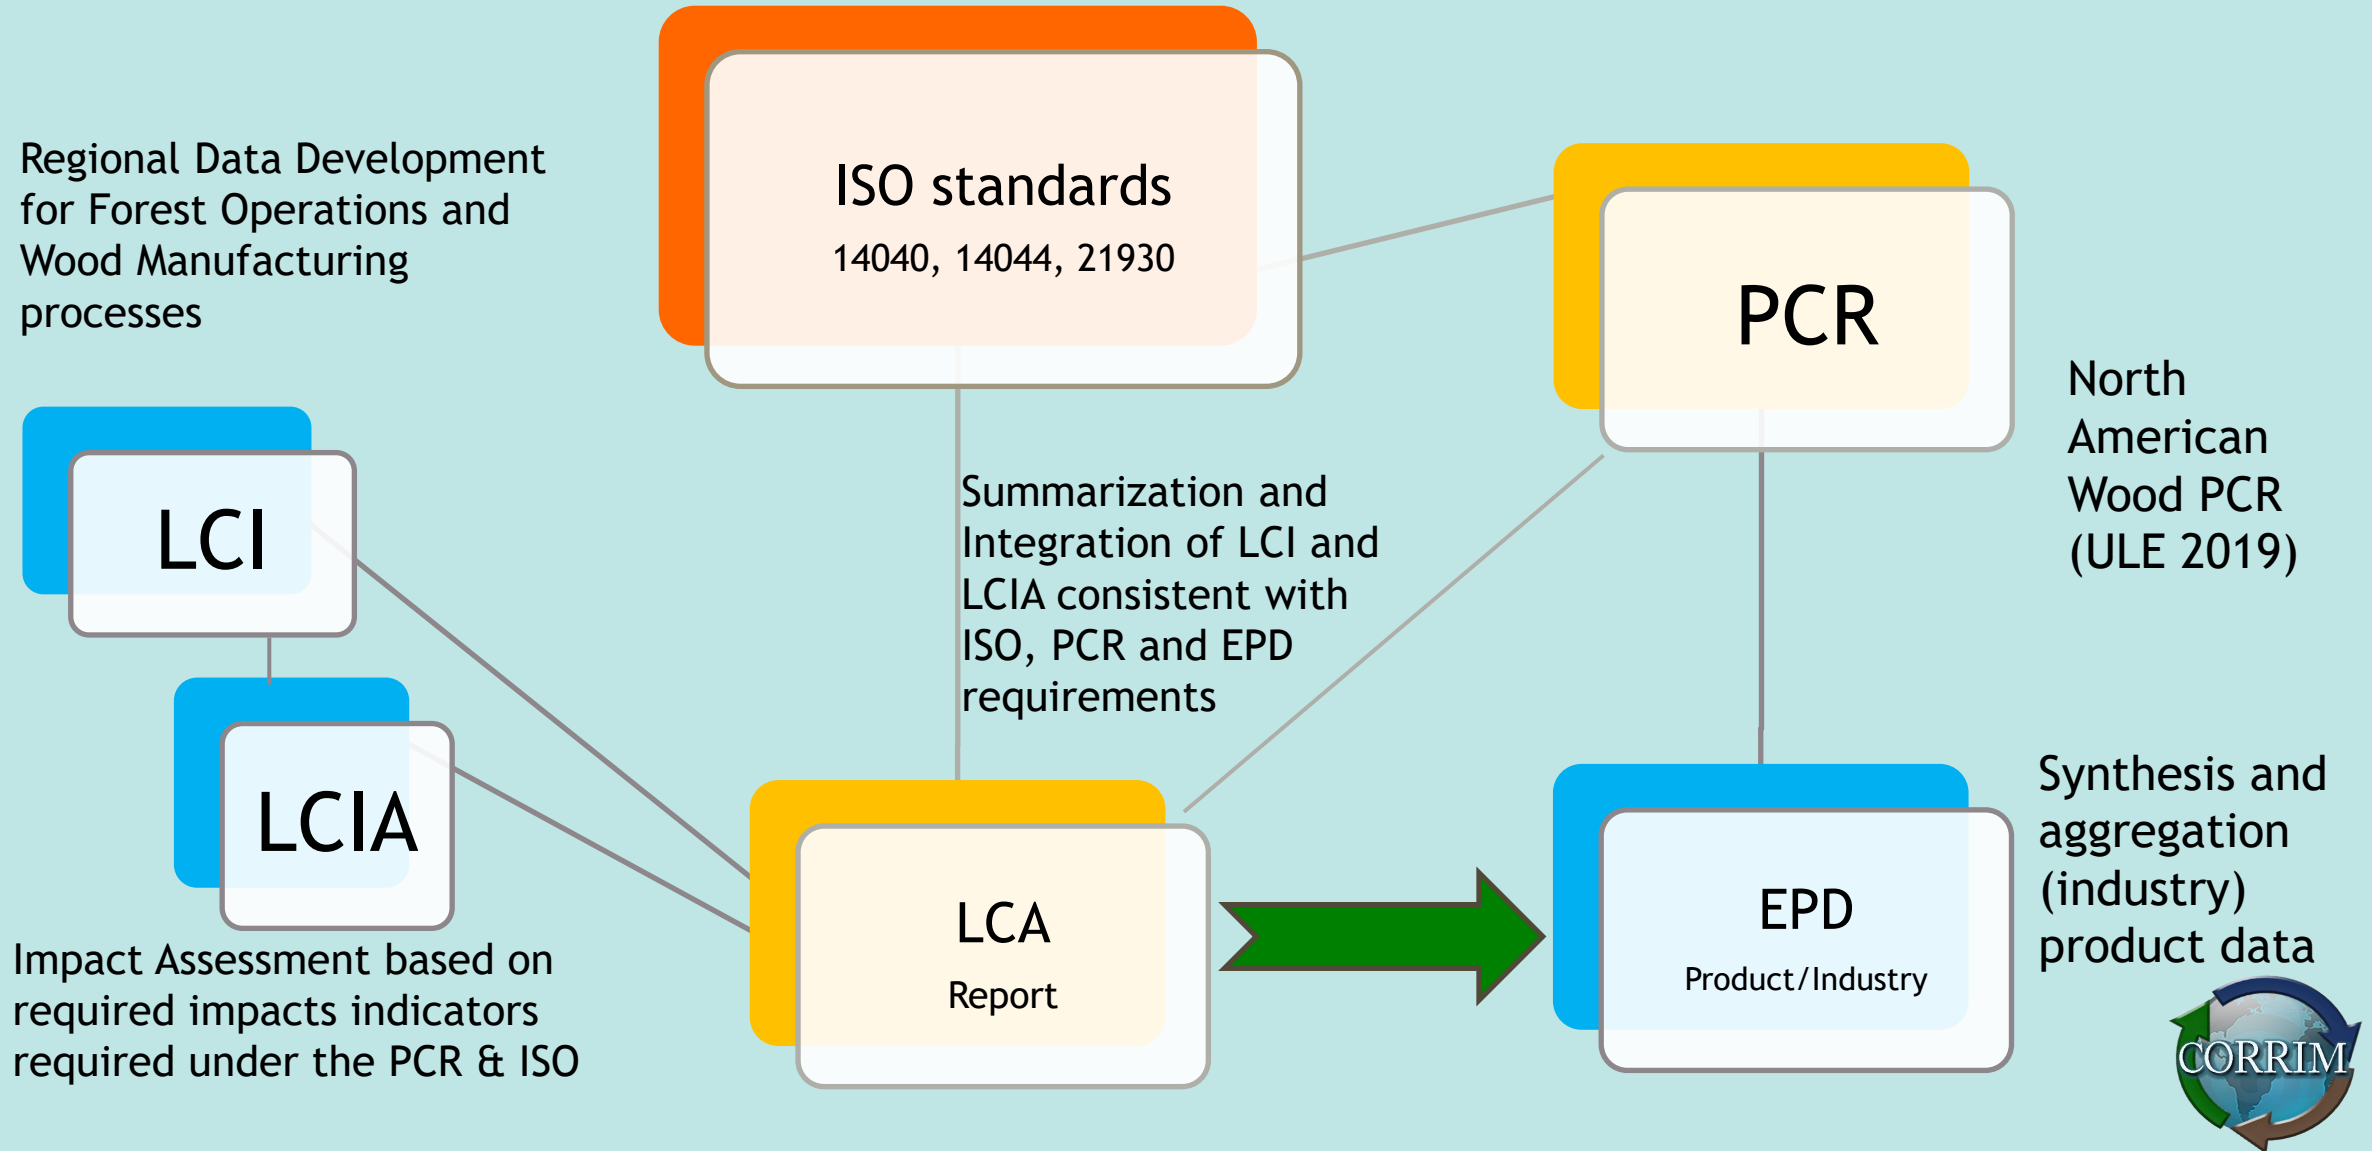 ISO standards
14040, 14044, 21930
Regional Data Development
for Forest Operations and
Wood Manufacturing
processes
PCR
North
American
Wood PCR
(ULE 2019)
LCI
Summarization and
Integration of LCI and
LCIA consistent with
ISO, PCR and EPD
requirements
LCIA
Impact Assessment based on
required impacts indicators
required under the PCR & ISO
LCA
Report
EPD
Product/Industry
Synthesis and
aggregation
(industry)
product data
CORRIM